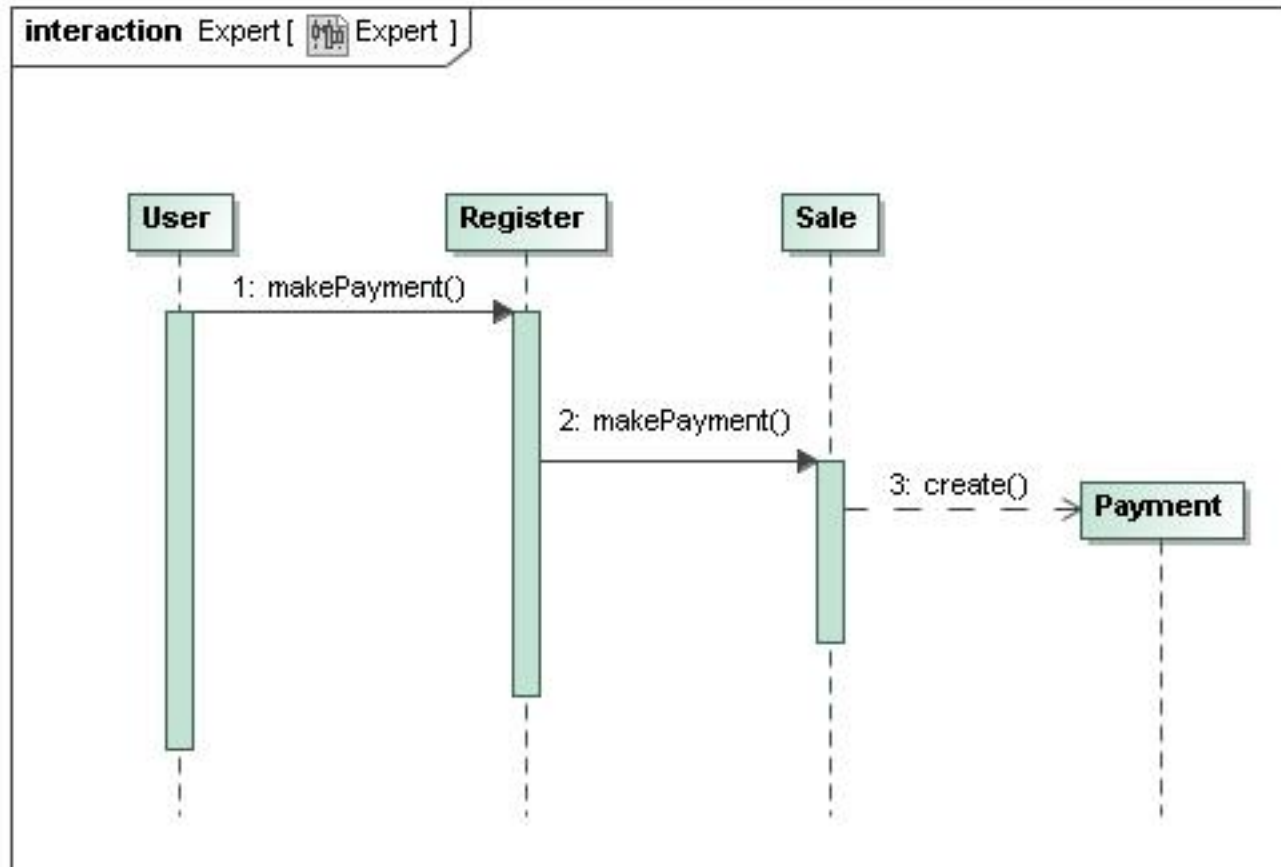 interaction Expert [ Expert ]
User
Register
Sale
1: makePayment()
2: makePayment()
3: create()
Payment